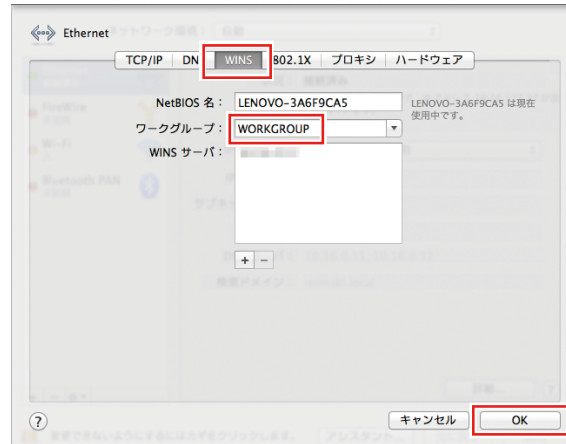 Ethernet
TCP/IP DN WINS 802.1X プロキシ ハードウェア
NetBIOS 名： LENOVO-3A6F9CA5 LENOVO-3A6F9CA5 は現在
使用中です。
ワークグループ： WORKGROUP
WINS サーバ：
+ −
? キャンセル OK